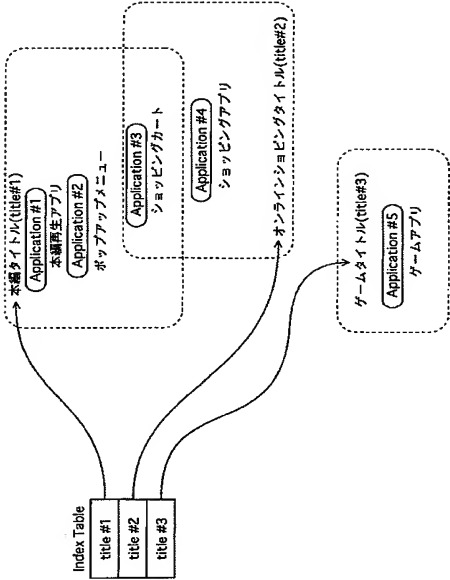 Index Table
title #1
title #2
title #3
本編タイトル(title#1)
Application #1
本編再生アプリ
Application #2
ポップアップメニュー
Application #3
ショッピングカート
Application #4
ショッピングアプリ
オンラインショッピングタイトル(title#2)
ゲームタイトル(title#3)
Application #5
ゲームアプリ